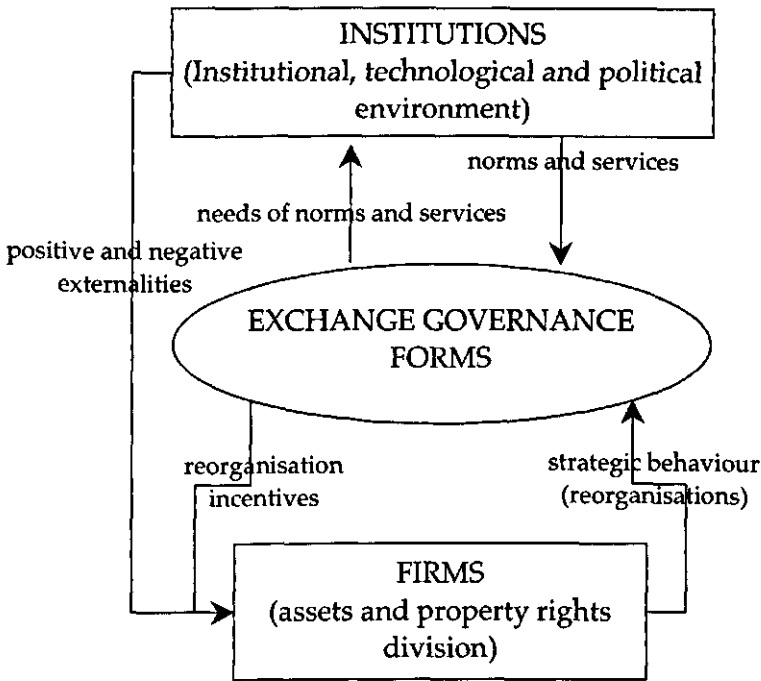 INSTITUTIONS
(Institutional, technological and political
environment)
norms and services
needs of norms and services
positive and negative
externalities
EXCHANGE GOVERNANCE
FORMS
reorganisation
incentives
strategic behaviour
(reorganisations)
FIRMS
(assets and property rights
division)